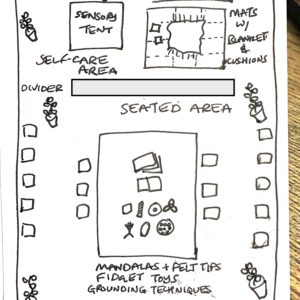 SENSORY
TENT
MATS
W/
BLANKET &
CUSHIONS
SELF-CARE
AREA
DIVIDER
SEATED AREA
MANDALAS + FELT TIPS
FIDGET TOYS
GROUNDING TECHNIQUES